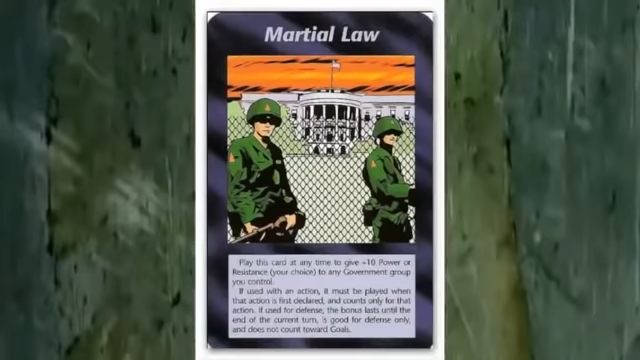 Martial Law
Play this card at any time to give +10 Power or
Resistance (your choice) to any Government group
you control.
If used with an action, it must be played when
that action is first declared, and counts only for that
action. If used for defense, the bonus lasts until the
end of the current turn, is good for defense only,
and does not count toward Goals.